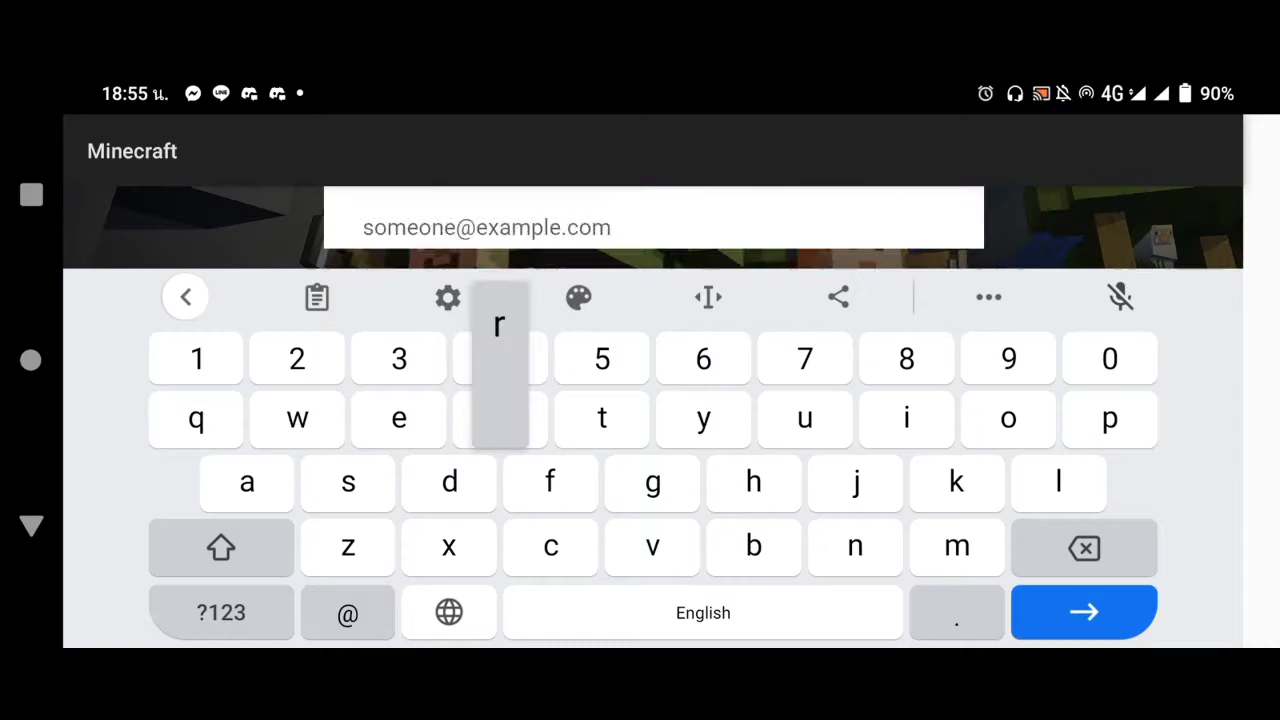 18:55 น. LINE 4G 90%
Minecraft
someone@example.com
r
1 2 3 5 6 7 8 9 0
q w e t y u i o p
a s d f g h j k l
z x c v b n m
?123 @ English .